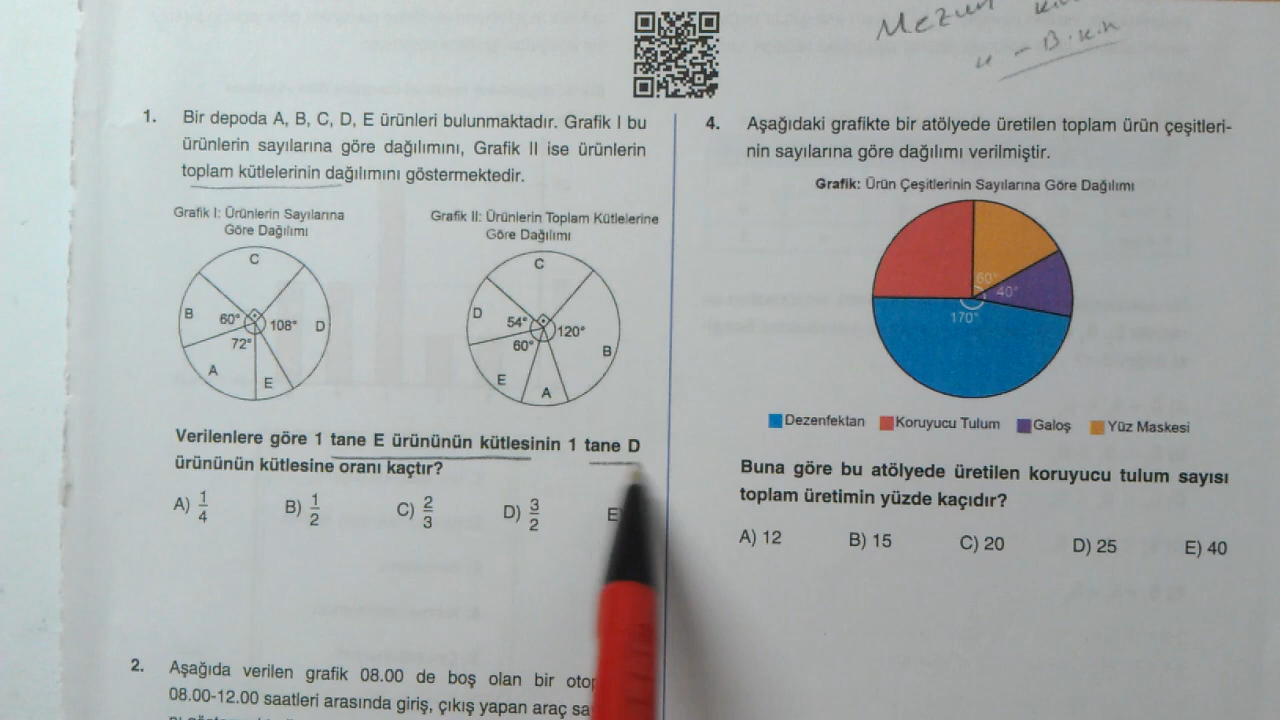 Mezun
1. Bir depoda A, B, C, D, E ürünleri bulunmaktadır. Grafik I bu
ürünlerin sayılarına göre dağılımını, Grafik II ise ürünlerin
toplam kütlelerinin dağılımını göstermektedir.
Grafik I: Ürünlerin Sayılarına
Göre Dağılımı
C
B
60°
108°
D
72°
A
E
Grafik II: Ürünlerin Toplam Kütlelerine
Göre Dağılımı
C
D
54°
120°
60°
B
E
A
Verilenlere göre 1 tane E ürününün kütlesinin 1 tane D
ürününün kütlesine oranı kaçtır?
A) 1/4 B) 1/2 C) 2/3 D) 3/2 E)
2. Aşağıda verilen grafik 08.00 de boş olan bir
08.00-12.00 saatleri arasında giriş, çıkış yapan araç
4. Aşağıdaki grafikte bir atölyede üretilen toplam ürün çeşitleri-
nin sayılarına göre dağılımı verilmiştir.
Grafik: Ürün Çeşitlerinin Sayılarına Göre Dağılımı
60°
40°
170°
Dezenfektan Koruyucu Tulum Galoş Yüz Maskesi
Buna göre bu atölyede üretilen koruyucu tulum sayısı
toplam üretimin yüzde kaçıdır?
A) 12 B) 15 C) 20 D) 25 E) 40